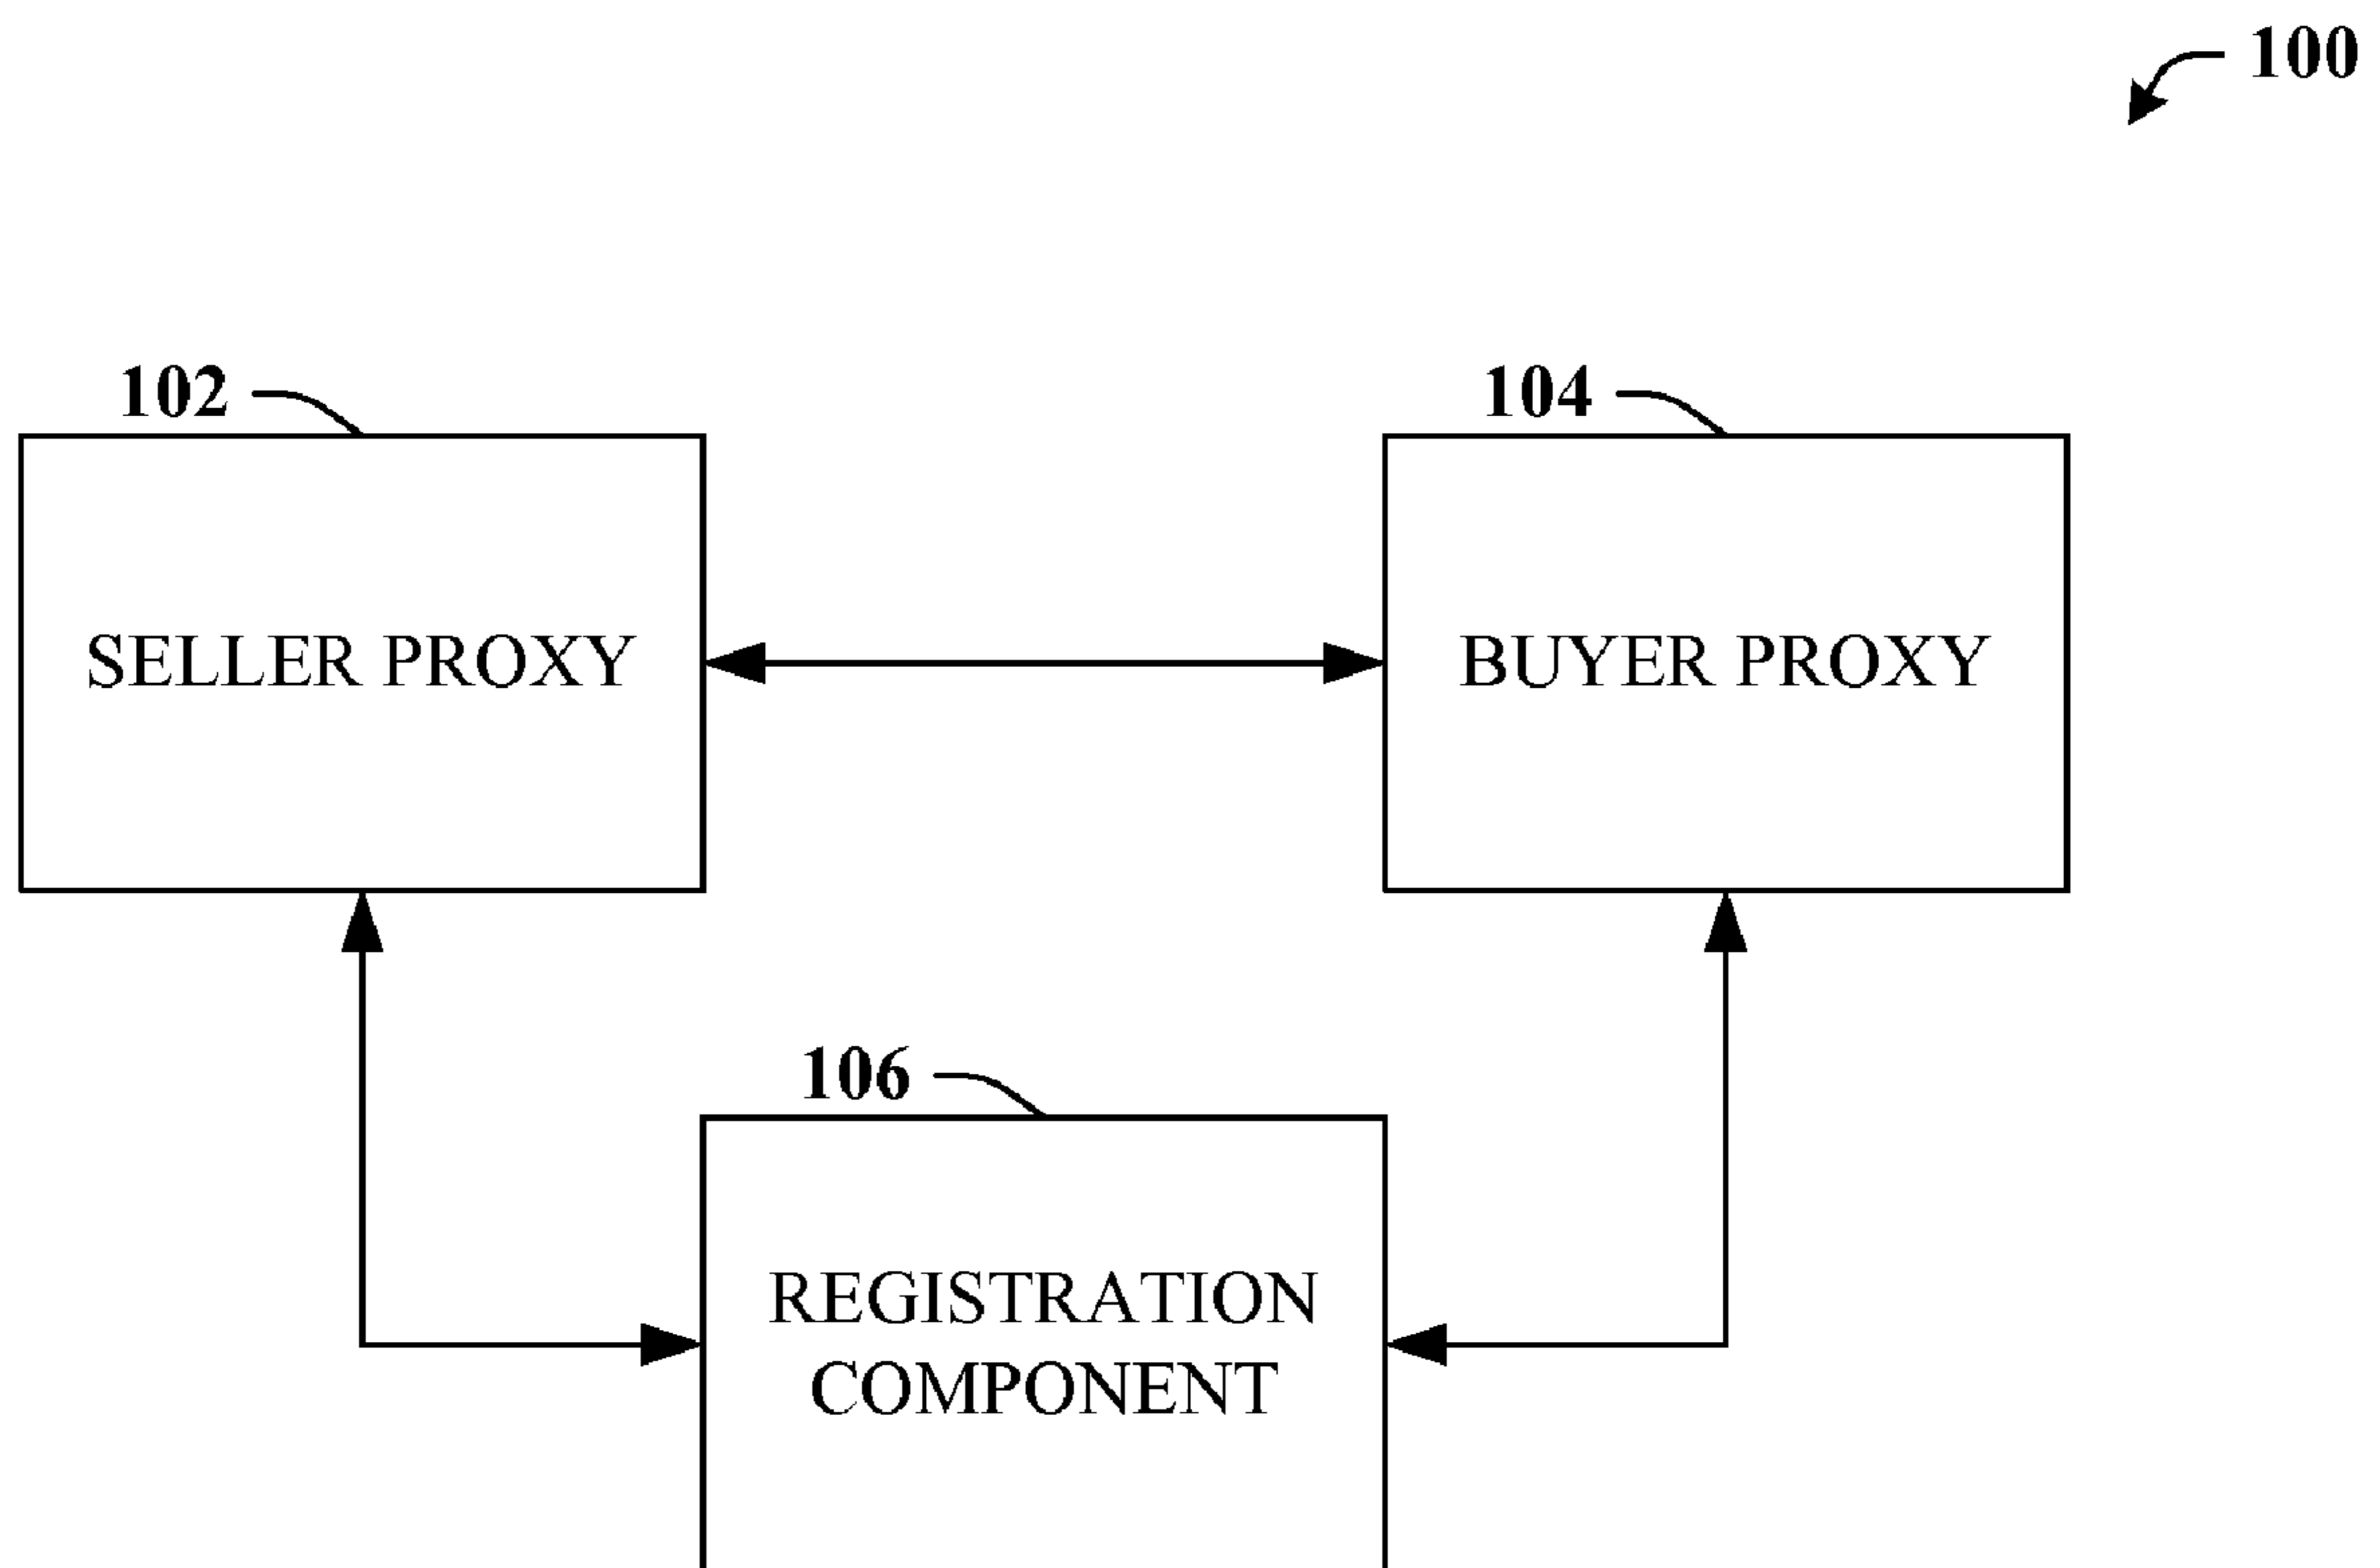 100
102
104
SELLER PROXY
BUYER PROXY
106
REGISTRATION
COMPONENT